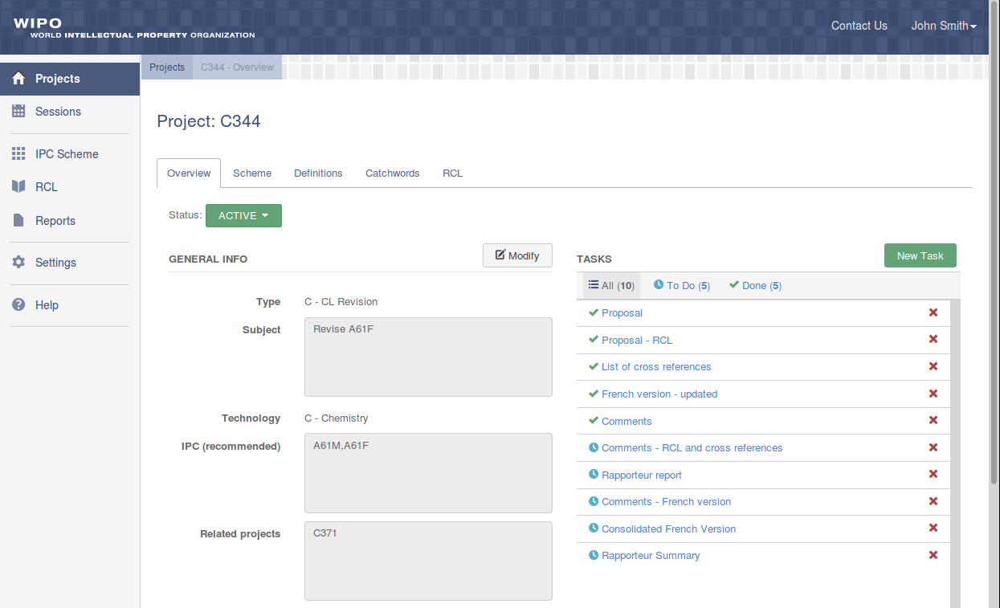 WIPO
WORLD INTELLECTUAL PROPERTY ORGANIZATION
Contact Us
John Smith
Projects
Sessions
IPC Scheme
RCL
Reports
Settings
Help
Projects
C344 - Overview
Project: C344
Overview
Scheme
Definitions
Catchwords
RCL
Status:
ACTIVE
GENERAL INFO
Modify
Type
C - CL Revision
Subject
Revise A61F
Technology
C - Chemistry
IPC (recommended)
A61M,A61F
Related projects
C371
TASKS
New Task
All (10)
To Do (5)
Done (5)
Proposal
Proposal - RCL
List of cross references
French version - updated
Comments
Comments - RCL and cross references
Rapporteur report
Comments - French version
Consolidated French Version
Rapporteur Summary